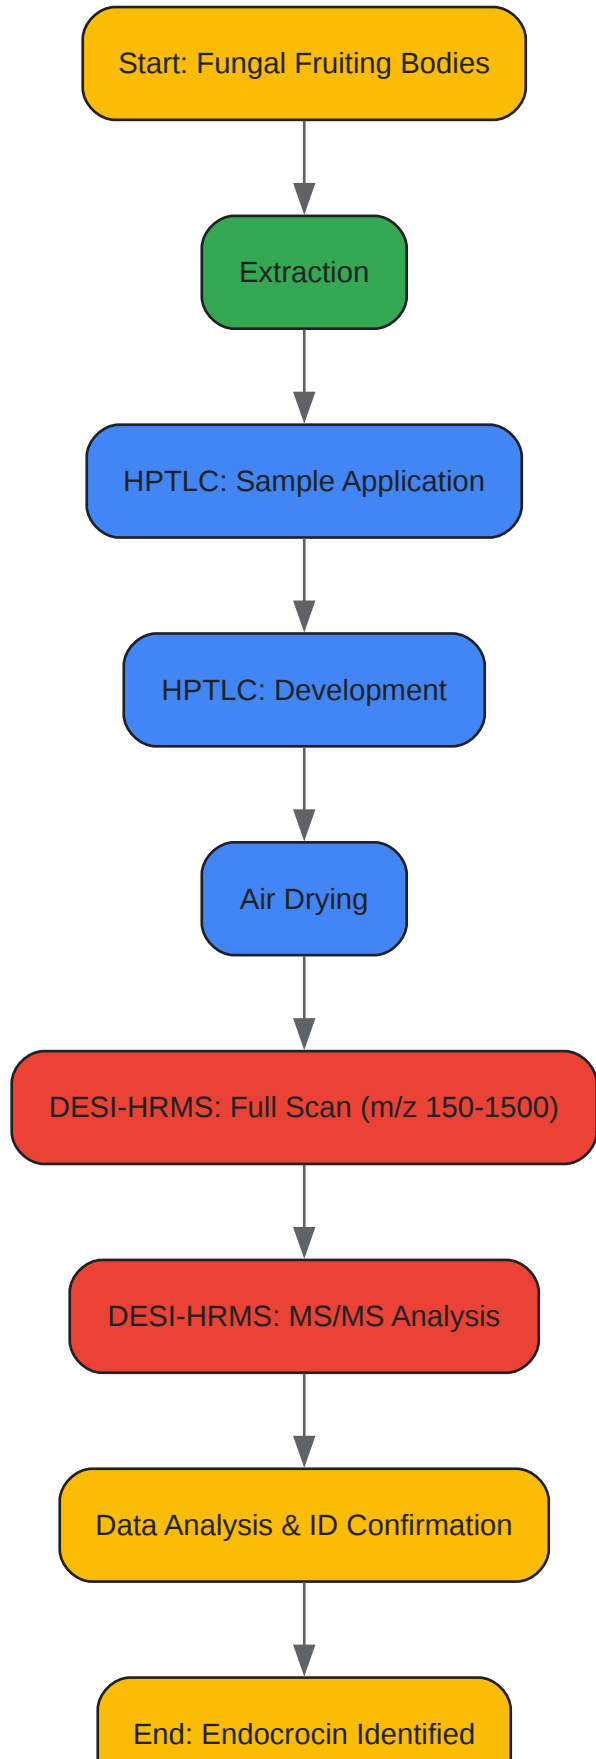 Start: Fungal Fruiting Bodies
Extraction
HPTLC: Sample Application
HPTLC: Development
Air Drying
DESI-HRMS: Full Scan (m/z 150-1500)
DESI-HRMS: MS/MS Analysis
Data Analysis & ID Confirmation
End: Endocrocin Identified